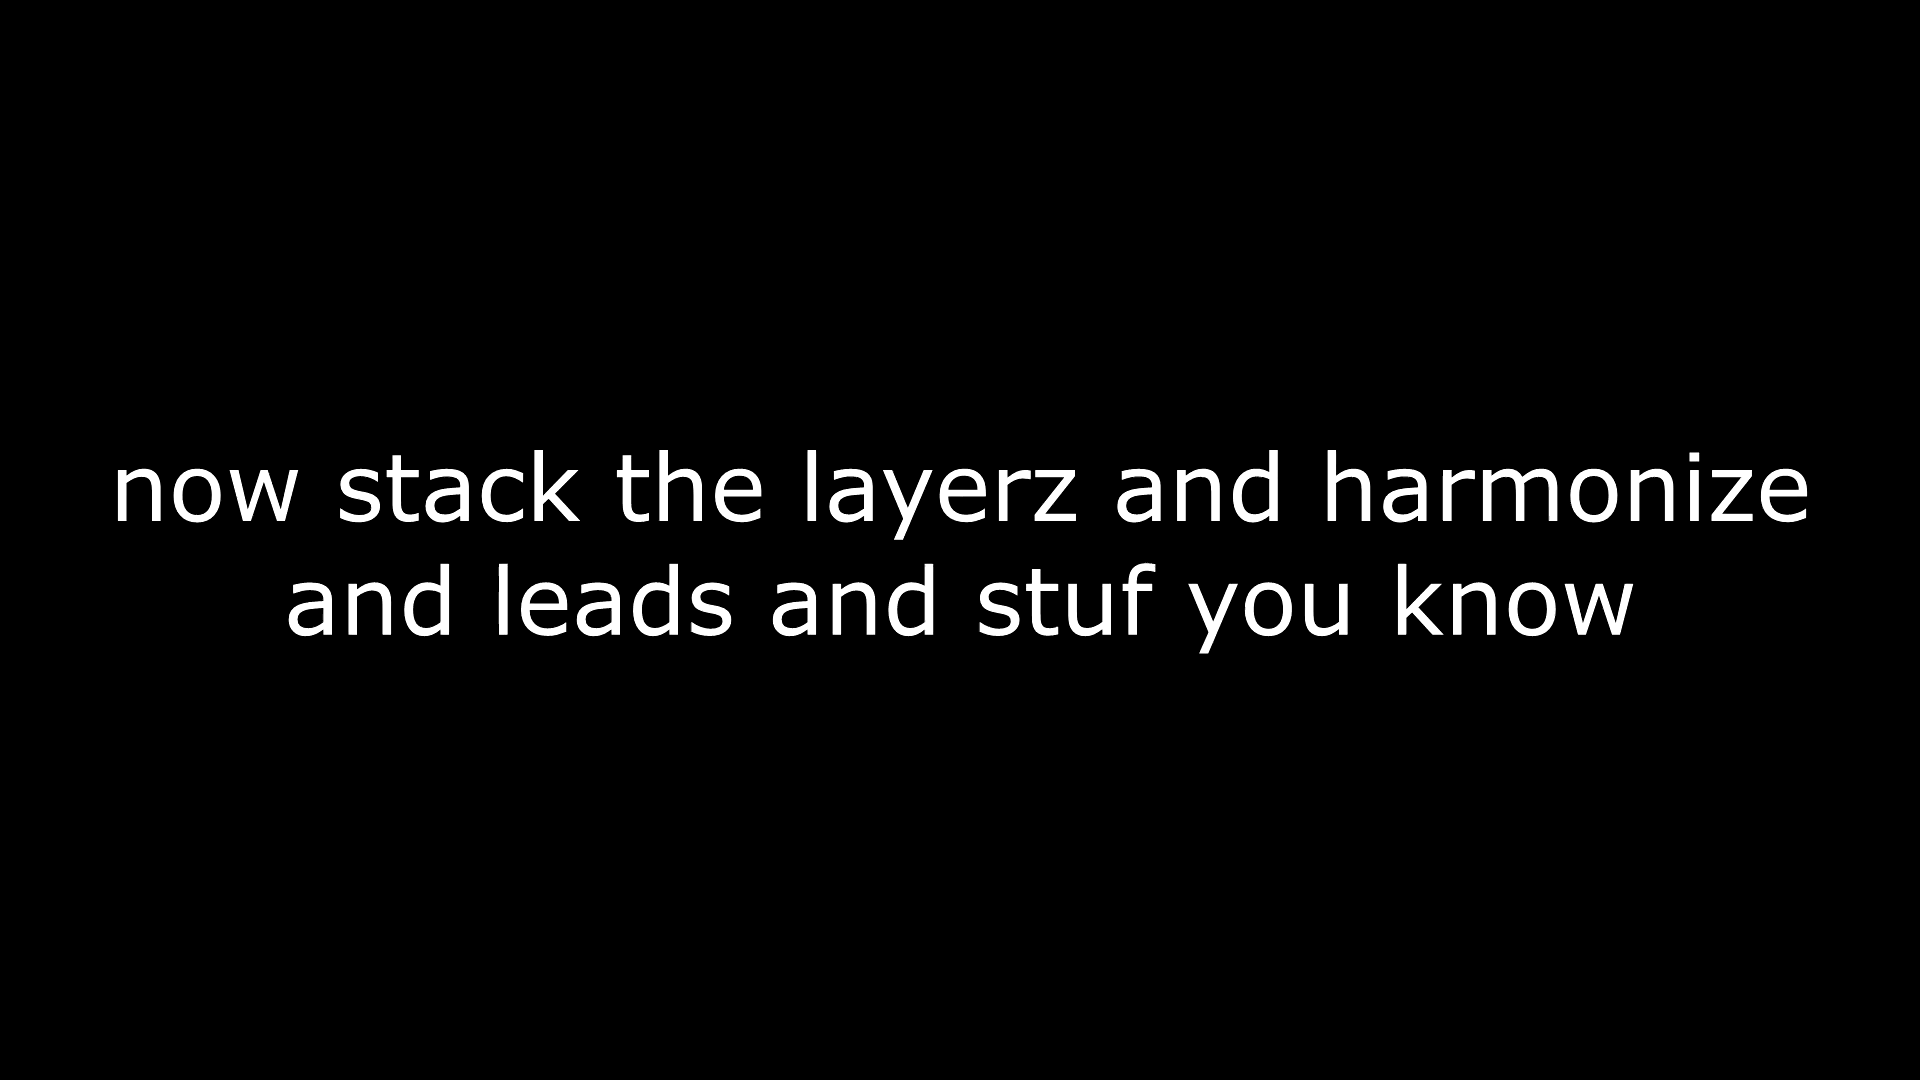 now stack the layerz and harmonize
and leads and stuf you know